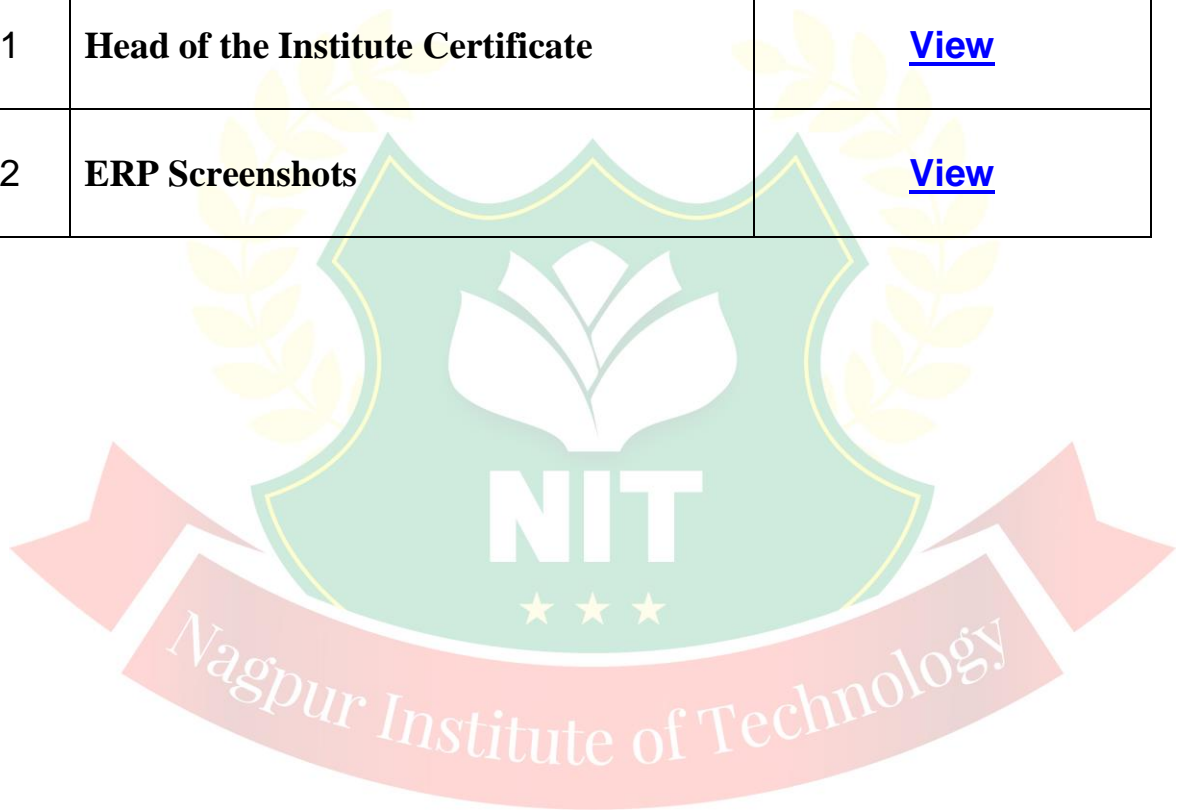 1 Head of the Institute Certificate View
2 ERP Screenshots View
NIT
Nagpur Institute of Technology